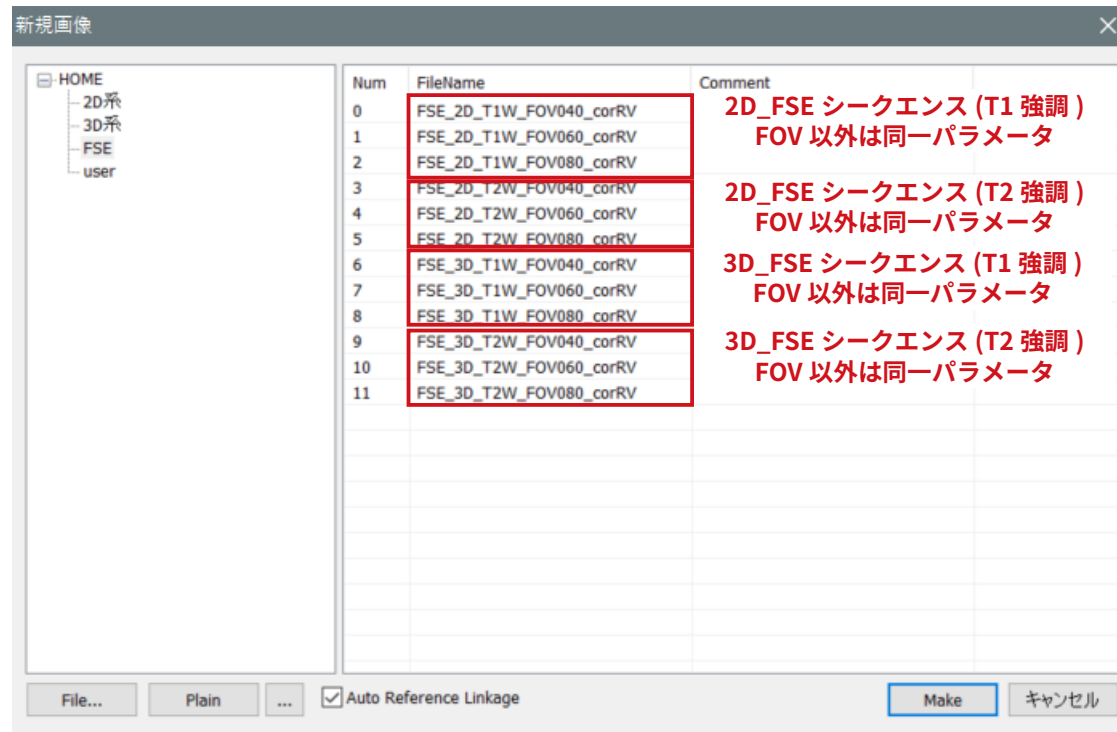 新規画像
HOME
2D系
3D系
FSE
user
Num FileName Comment
0 FSE_2D_T1W_FOV040_corRV
1 FSE_2D_T1W_FOV060_corRV
2 FSE_2D_T1W_FOV080_corRV
2D_FSE シークエンス (T1 強調 )
FOV 以外は同一パラメータ
3 FSE_2D_T2W_FOV040_corRV
4 FSE_2D_T2W_FOV060_corRV
5 FSE_2D_T2W_FOV080_corRV
2D_FSE シークエンス (T2 強調 )
FOV 以外は同一パラメータ
6 FSE_3D_T1W_FOV040_corRV
7 FSE_3D_T1W_FOV060_corRV
8 FSE_3D_T1W_FOV080_corRV
3D_FSE シークエンス (T1 強調 )
FOV 以外は同一パラメータ
9 FSE_3D_T2W_FOV040_corRV
10 FSE_3D_T2W_FOV060_corRV
11 FSE_3D_T2W_FOV080_corRV
3D_FSE シークエンス (T2 強調 )
FOV 以外は同一パラメータ
File... Plain ... Auto Reference Linkage Make キャンセル